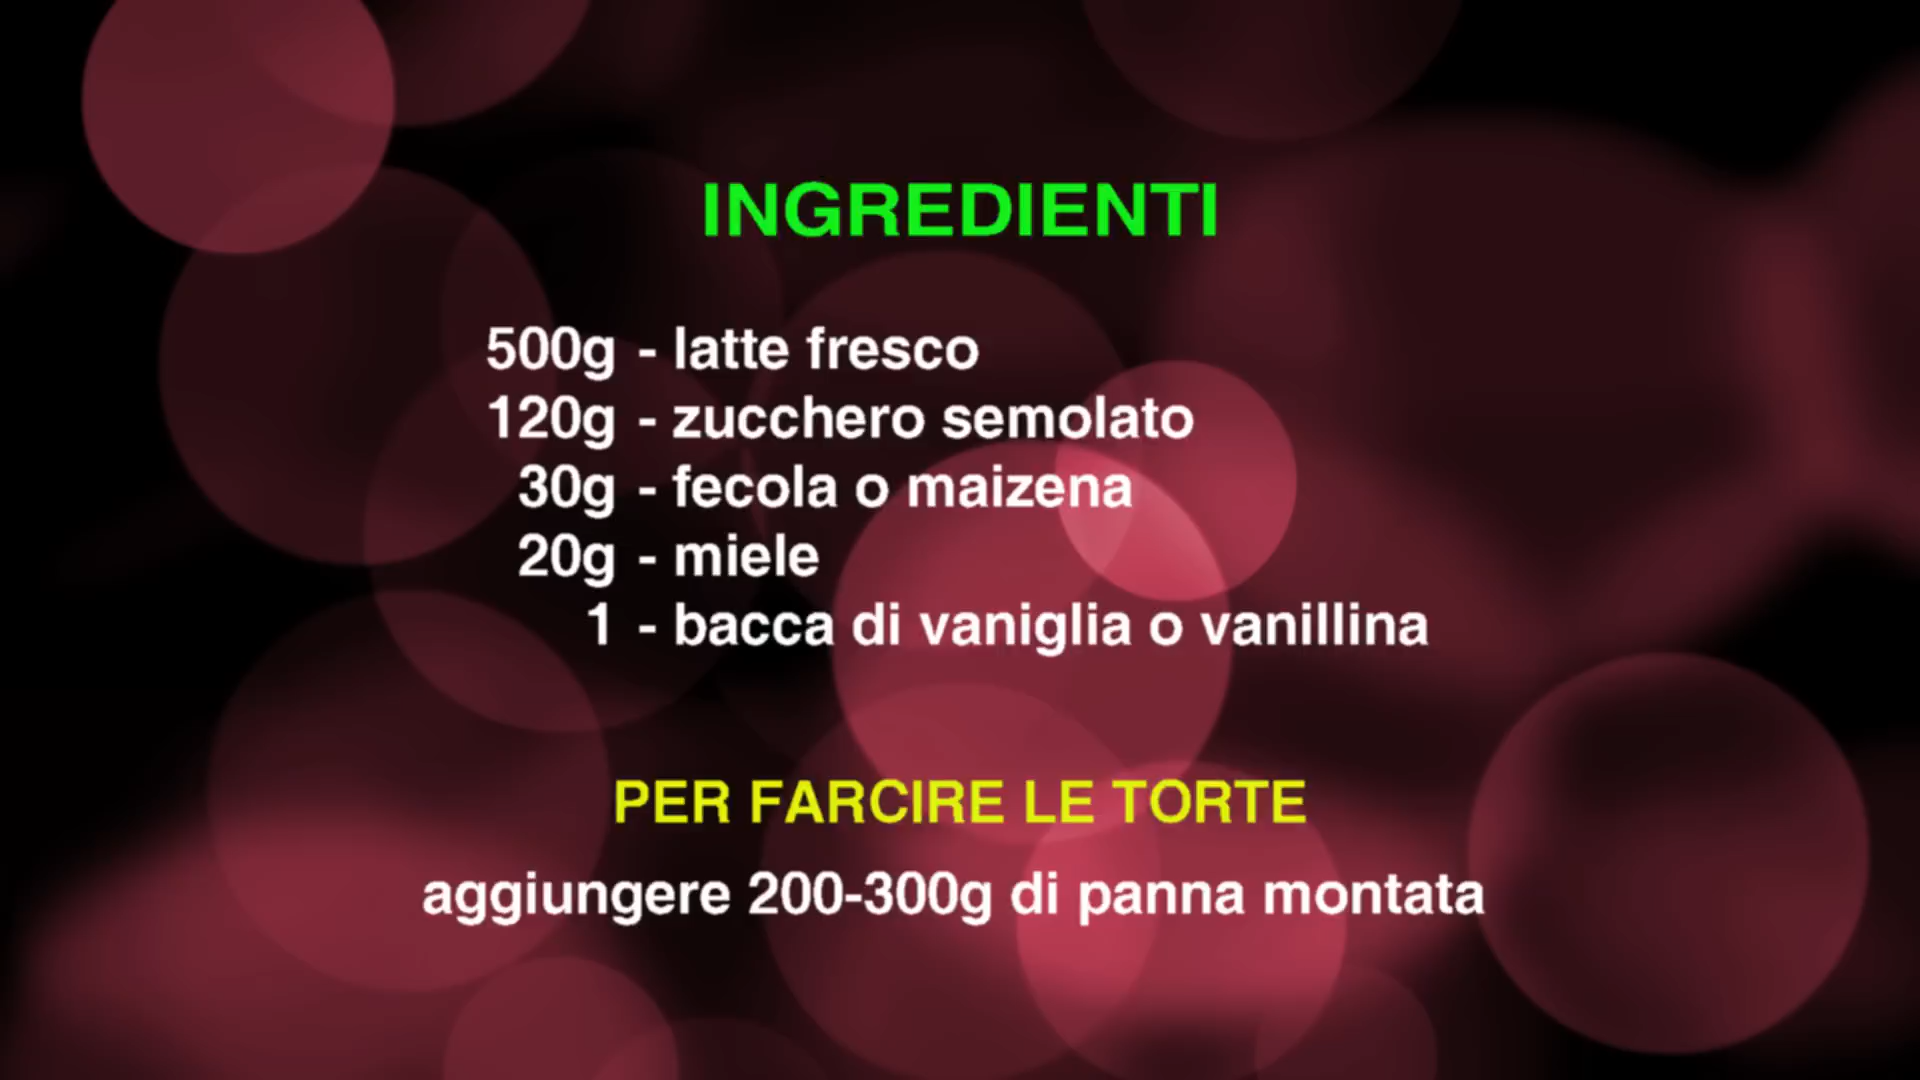 INGREDIENTI
500g - latte fresco
120g - zucchero semolato
30g - fecola o maizena
20g - miele
1 - bacca di vaniglia o vanillina
PER FARCIRE LE TORTE
aggiungere 200-300g di panna montata